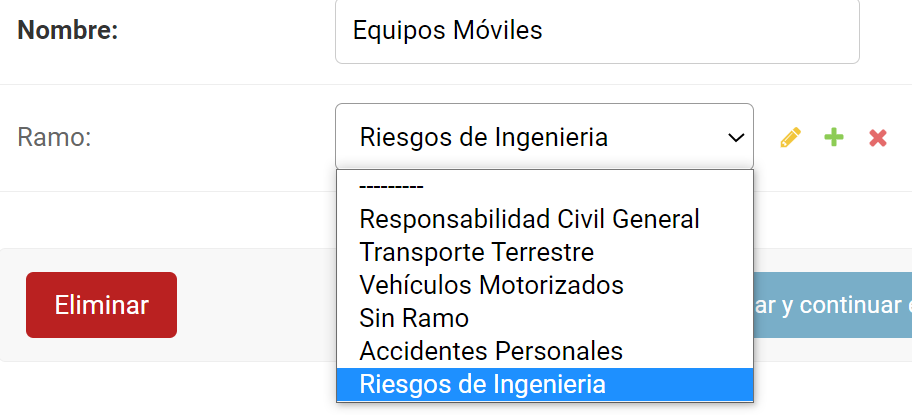 Nombre:
Equipos Móviles
Ramo:
Riesgos de Ingenieria
---------
Responsabilidad Civil General
Transporte Terrestre
Vehículos Motorizados
Sin Ramo
Accidentes Personales
Riesgos de Ingenieria
Eliminar
y continuar